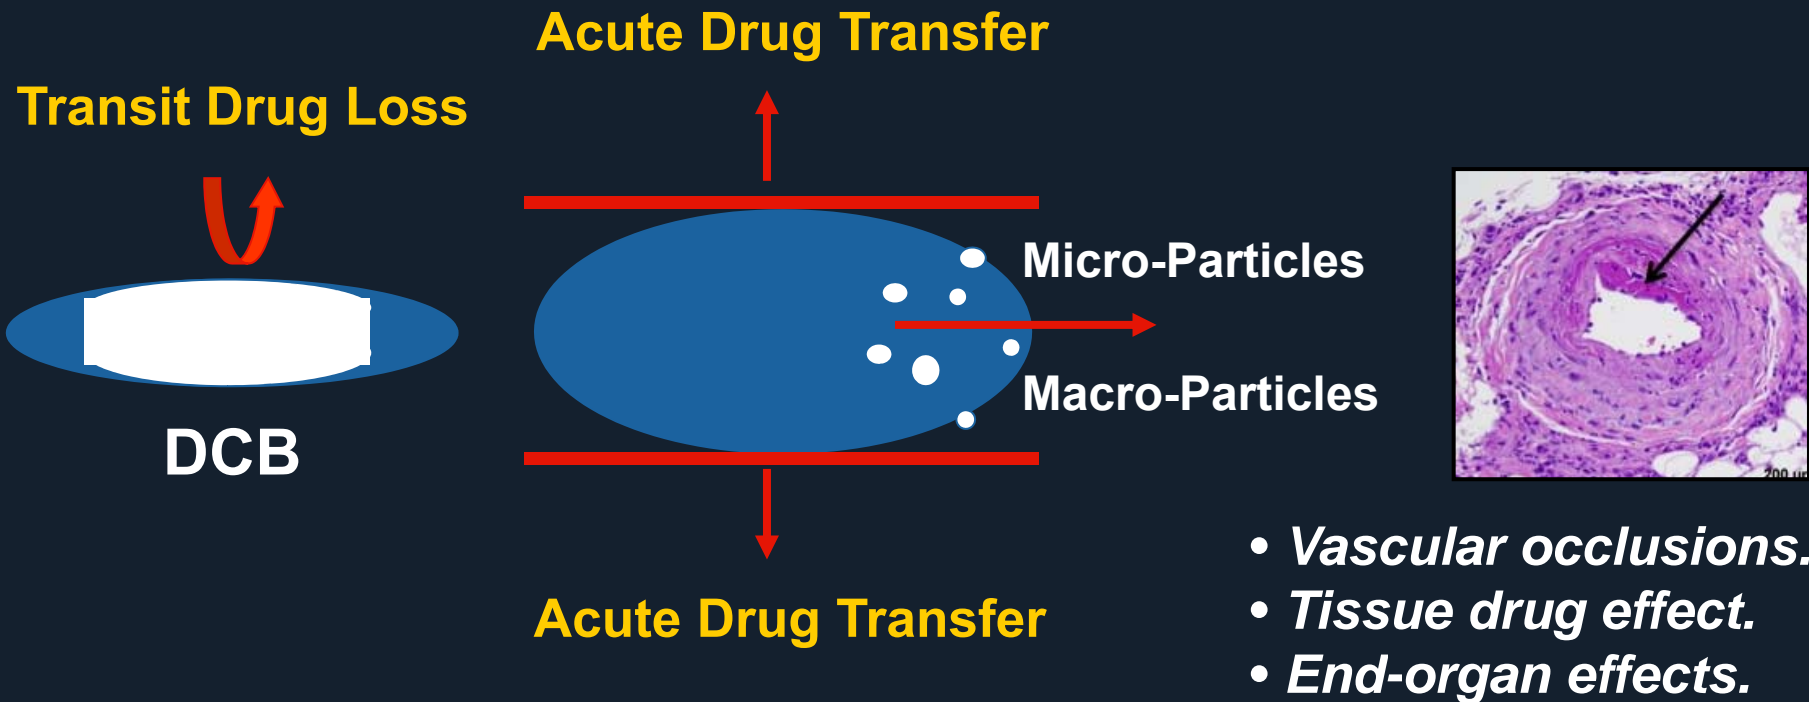 Acute Drug Transfer
Transit Drug Loss
Micro-Particles
Macro-Particles
DCB
200
• Vascular occlusions.
• Tissue drug effect.
• End-organ effects.
Acute Drug Transfer